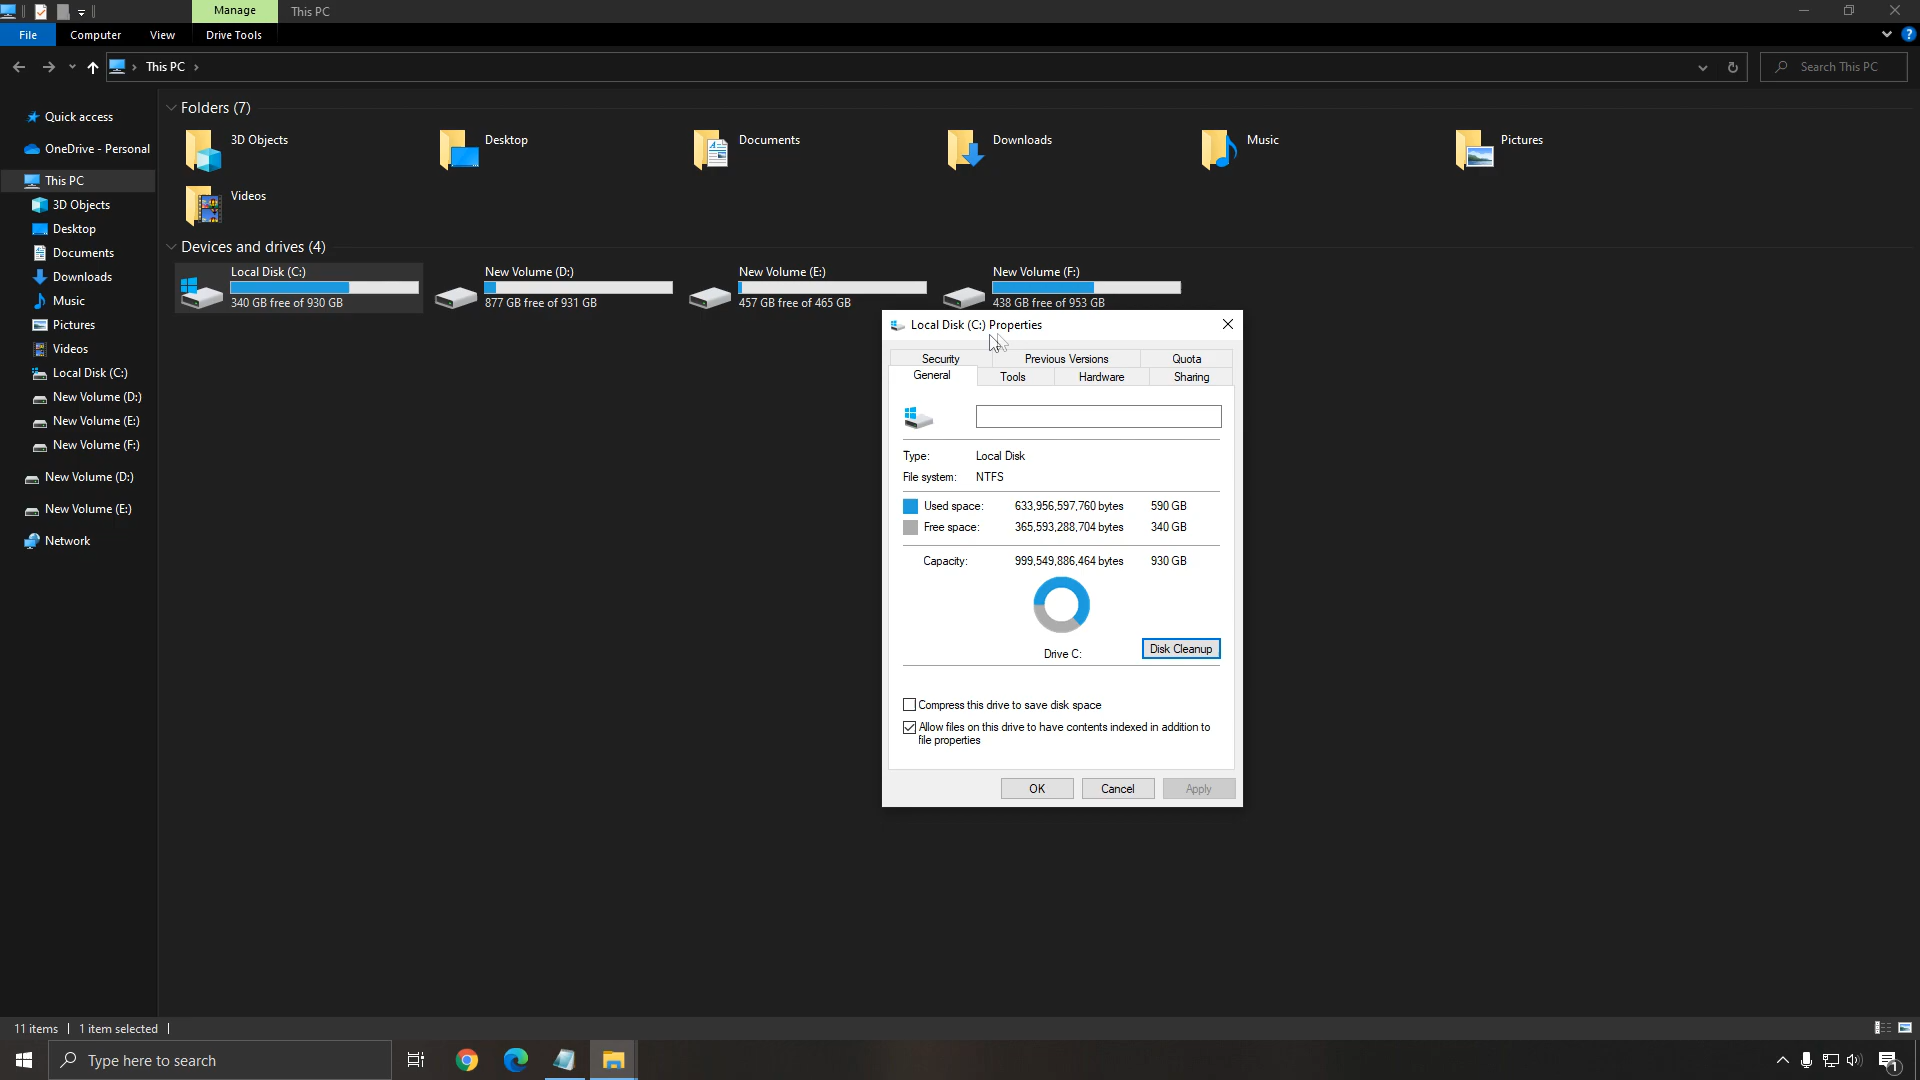 Manage
This PC
File
Computer
View
Drive Tools
This PC
Search This PC
Quick access
OneDrive - Personal
This PC
3D Objects
Desktop
Documents
Downloads
Music
Pictures
Videos
Local Disk (C:)
New Volume (D:)
New Volume (E:)
New Volume (F:)
New Volume (D:)
New Volume (E:)
Network
Folders (7)
3D Objects
Desktop
Documents
Downloads
Music
Pictures
Videos
Devices and drives (4)
Local Disk (C:)
340 GB free of 930 GB
New Volume (D:)
877 GB free of 931 GB
New Volume (E:)
457 GB free of 465 GB
New Volume (F:)
438 GB free of 953 GB
Local Disk (C:) Properties
Security
Previous Versions
Quota
General
Tools
Hardware
Sharing
Type: Local Disk
File system: NTFS
Used space: 633,956,597,760 bytes 590 GB
Free space: 365,593,288,704 bytes 340 GB
Capacity: 999,549,886,464 bytes 930 GB
Drive C:
Disk Cleanup
Compress this drive to save disk space
Allow files on this drive to have contents indexed in addition to
file properties
OK
Cancel
Apply
11 items
1 item selected
Type here to search
1